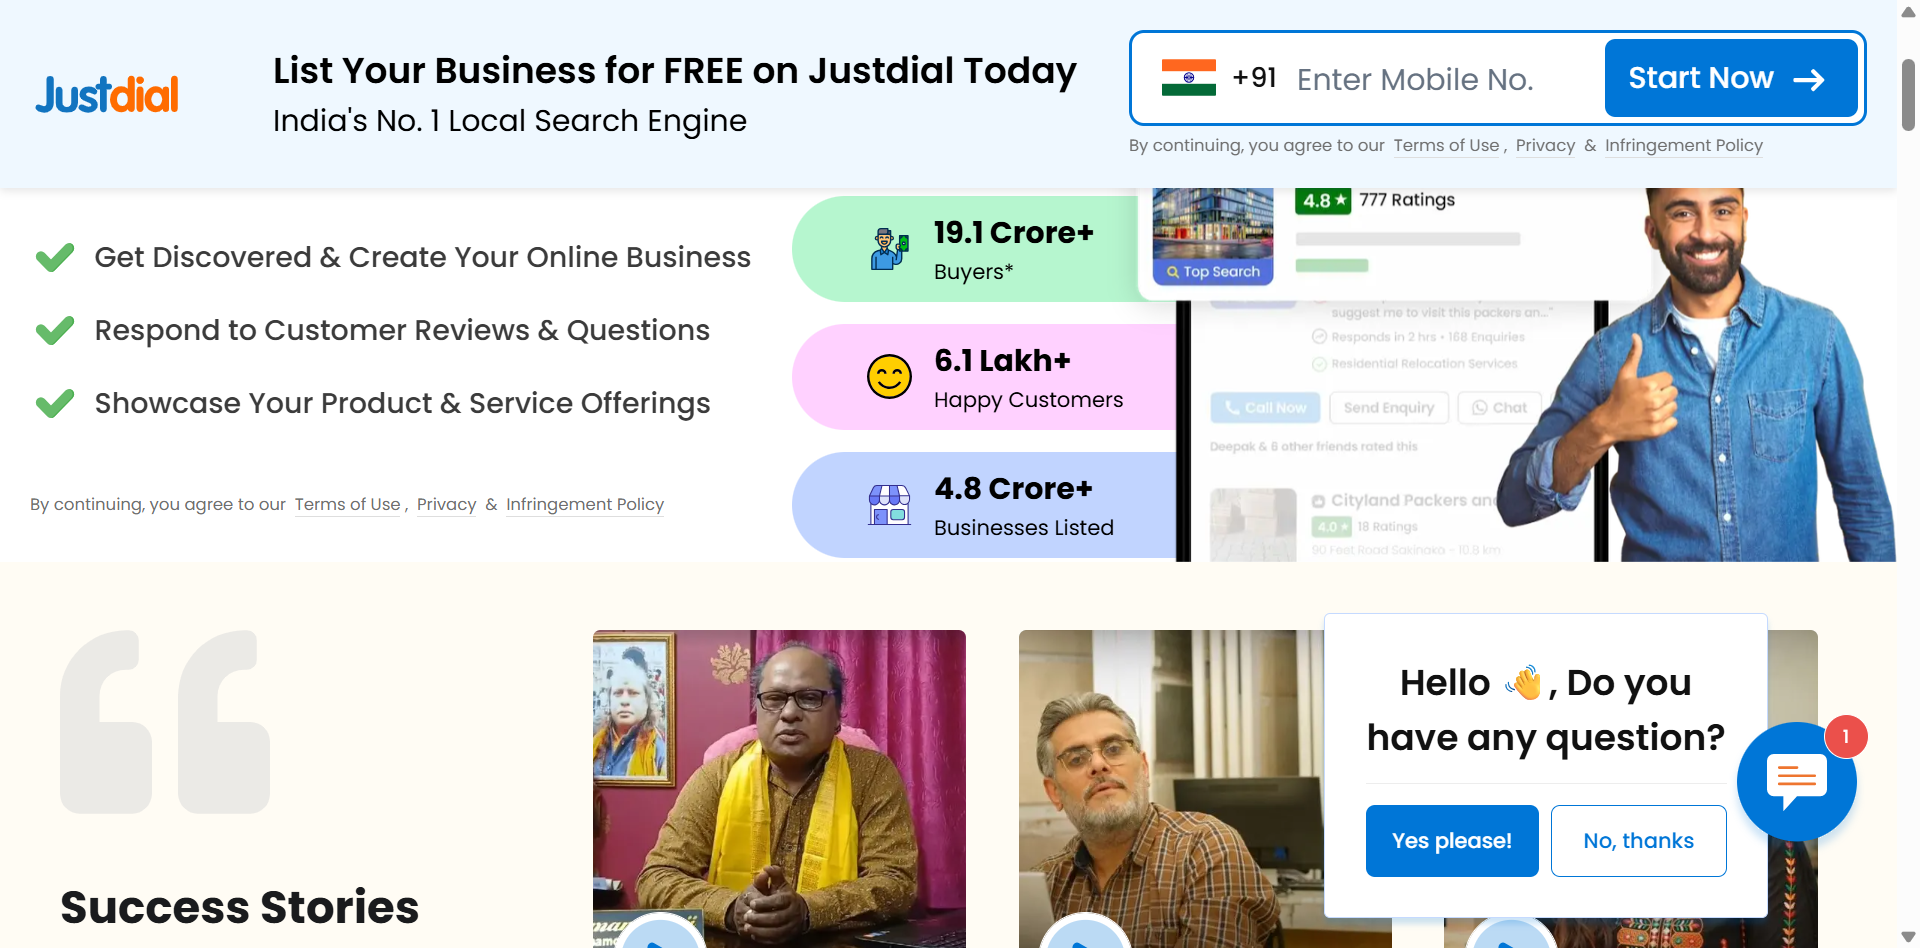 Justdial
List Your Business for FREE on Justdial Today
India's No. 1 Local Search Engine
+91 Enter Mobile No.
Start Now
By continuing, you agree to our Terms of Use , Privacy & Infringement Policy
Get Discovered & Create Your Online Business
Respond to Customer Reviews & Questions
Showcase Your Product & Service Offerings
By continuing, you agree to our Terms of Use , Privacy & Infringement Policy
19.1 Crore+
Buyers*
6.1 Lakh+
Happy Customers
4.8 Crore+
Businesses Listed
4.8 ★ 777 Ratings
Top Search
suggest me to visit this packers an..."
Responds in 2 hrs • 168 Enquiries
Residential Relocation Services
Call Now
Send Enquiry
Chat
Deepak & 6 other friends rated this
Cityland Packers an
4.0 ★ 18 Ratings
90 Feet Road Sakinaka - 10.8 km
Success Stories
Hello 👋 , Do you
have any question?
Yes please!
No, thanks
1